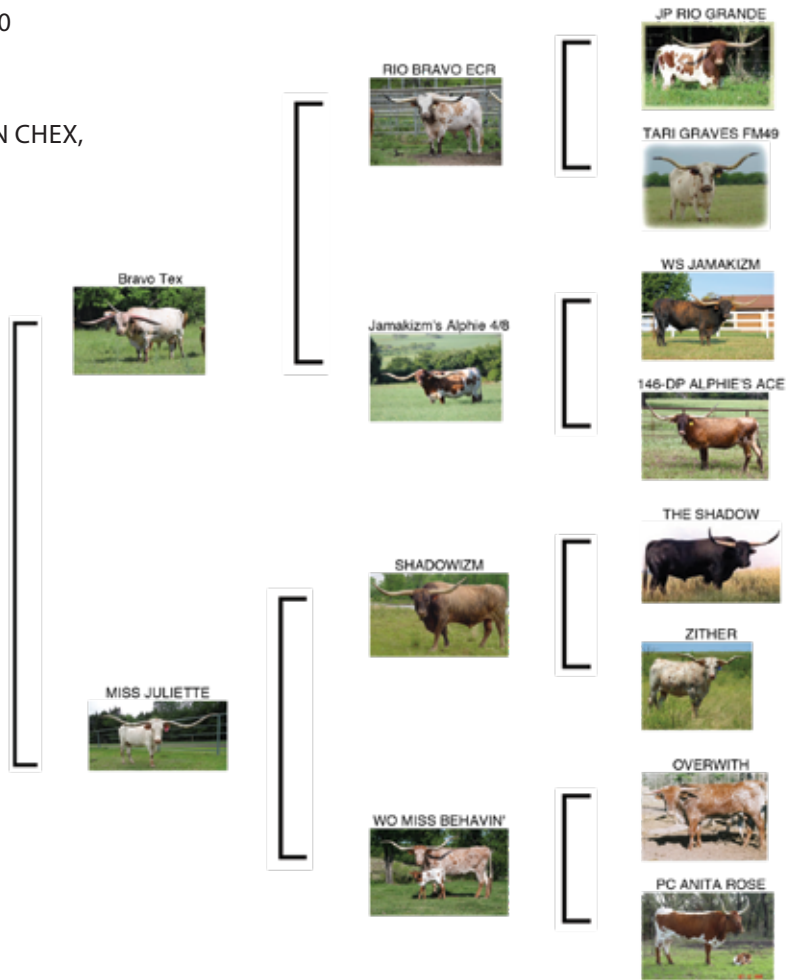 0
N CHEX,
JP RIO GRANDE
RIO BRAVO ECR
TARI GRAVES FM49
Bravo Tex
WS JAMAKIZM
Jamakizm's Alphie 4/8
146-DP ALPHIE'S ACE
THE SHADOW
SHADOWIZM
ZITHER
MISS JULIETTE
OVERWITH
WO MISS BEHAVIN'
PC ANITA ROSE